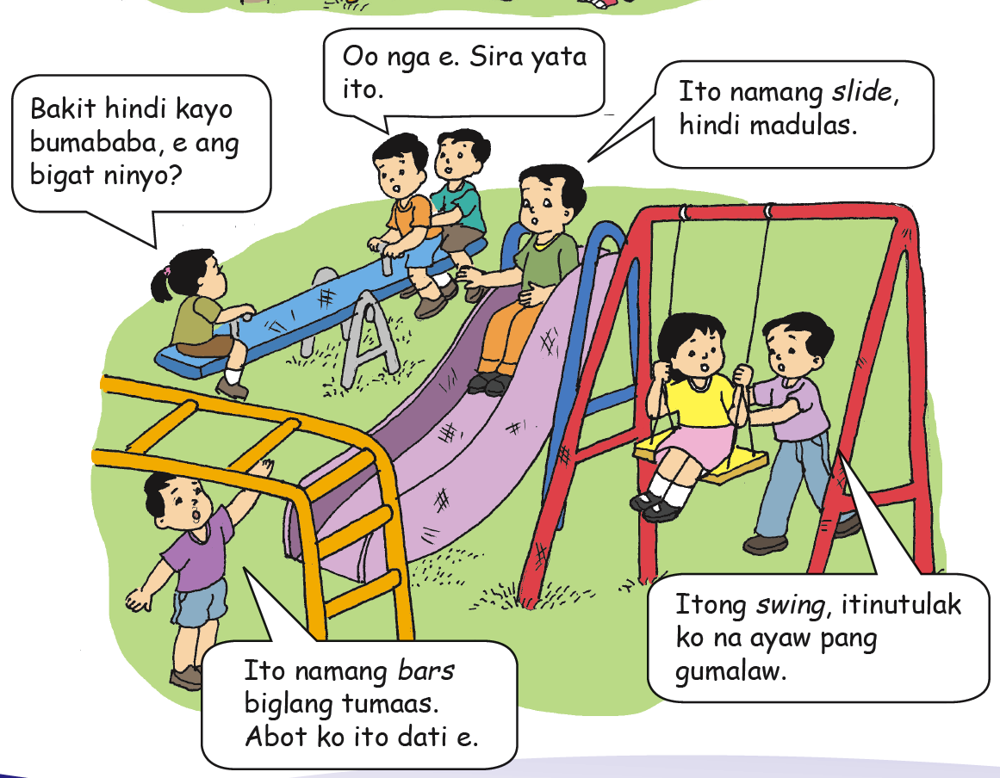 Oo nga e. Sira yata
ito.
Bakit hindi kayo
bumababa, e ang
bigat ninyo?
Ito namang slide,
hindi madulas.
Itong swing, itinutulak
ko na ayaw pang
gumalaw.
Ito namang bars
biglang tumaas.
Abot ko ito dati e.